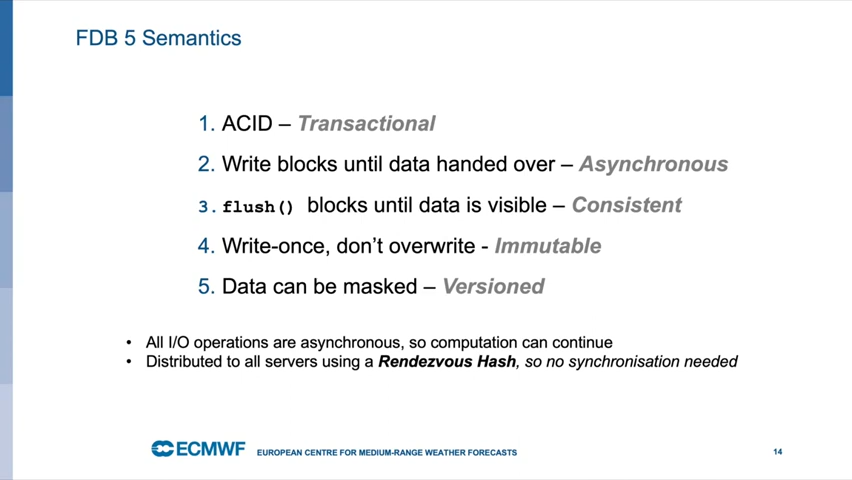 FDB 5 Semantics
1. ACID – Transactional
2. Write blocks until data handed over – Asynchronous
3. flush() blocks until data is visible – Consistent
4. Write-once, don’t overwrite - Immutable
5. Data can be masked – Versioned
• All I/O operations are asynchronous, so computation can continue
• Distributed to all servers using a Rendezvous Hash, so no synchronisation needed
ECMWF EUROPEAN CENTRE FOR MEDIUM-RANGE WEATHER FORECASTS 14